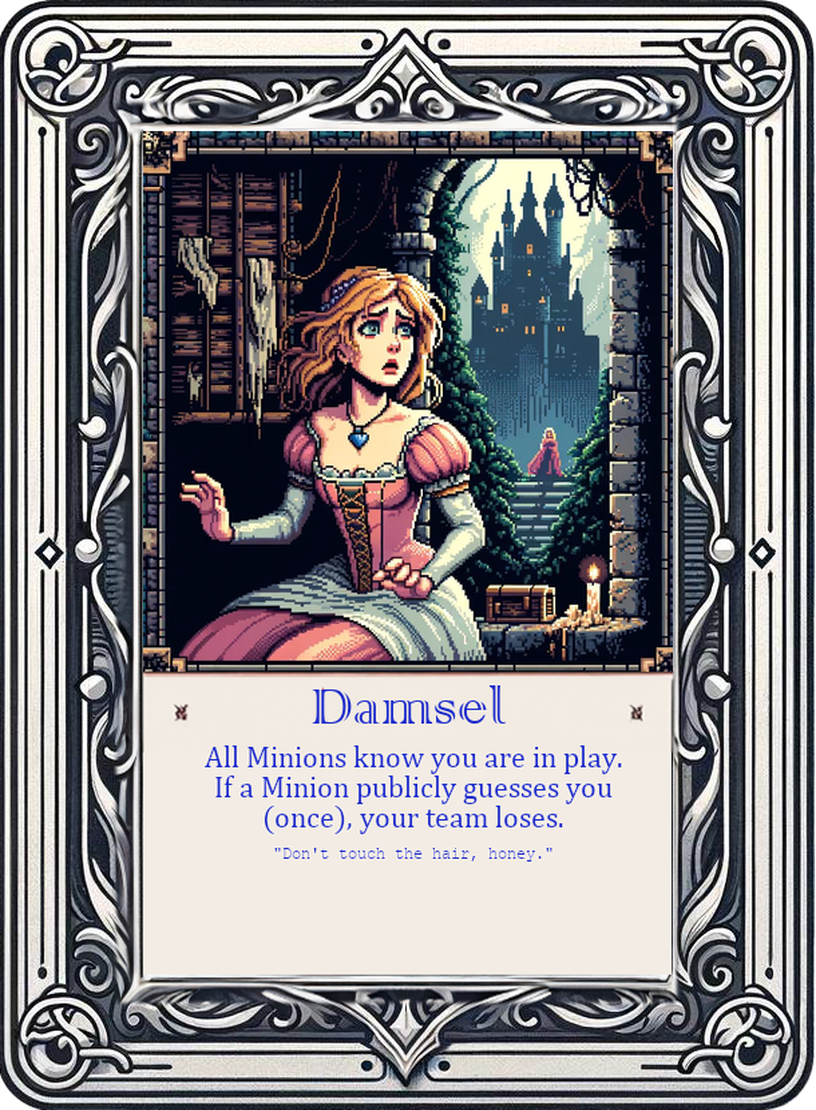 Damsel
All Minions know you are in play.
If a Minion publicly guesses you
(once), your team loses.
"Don't touch the hair, honey."